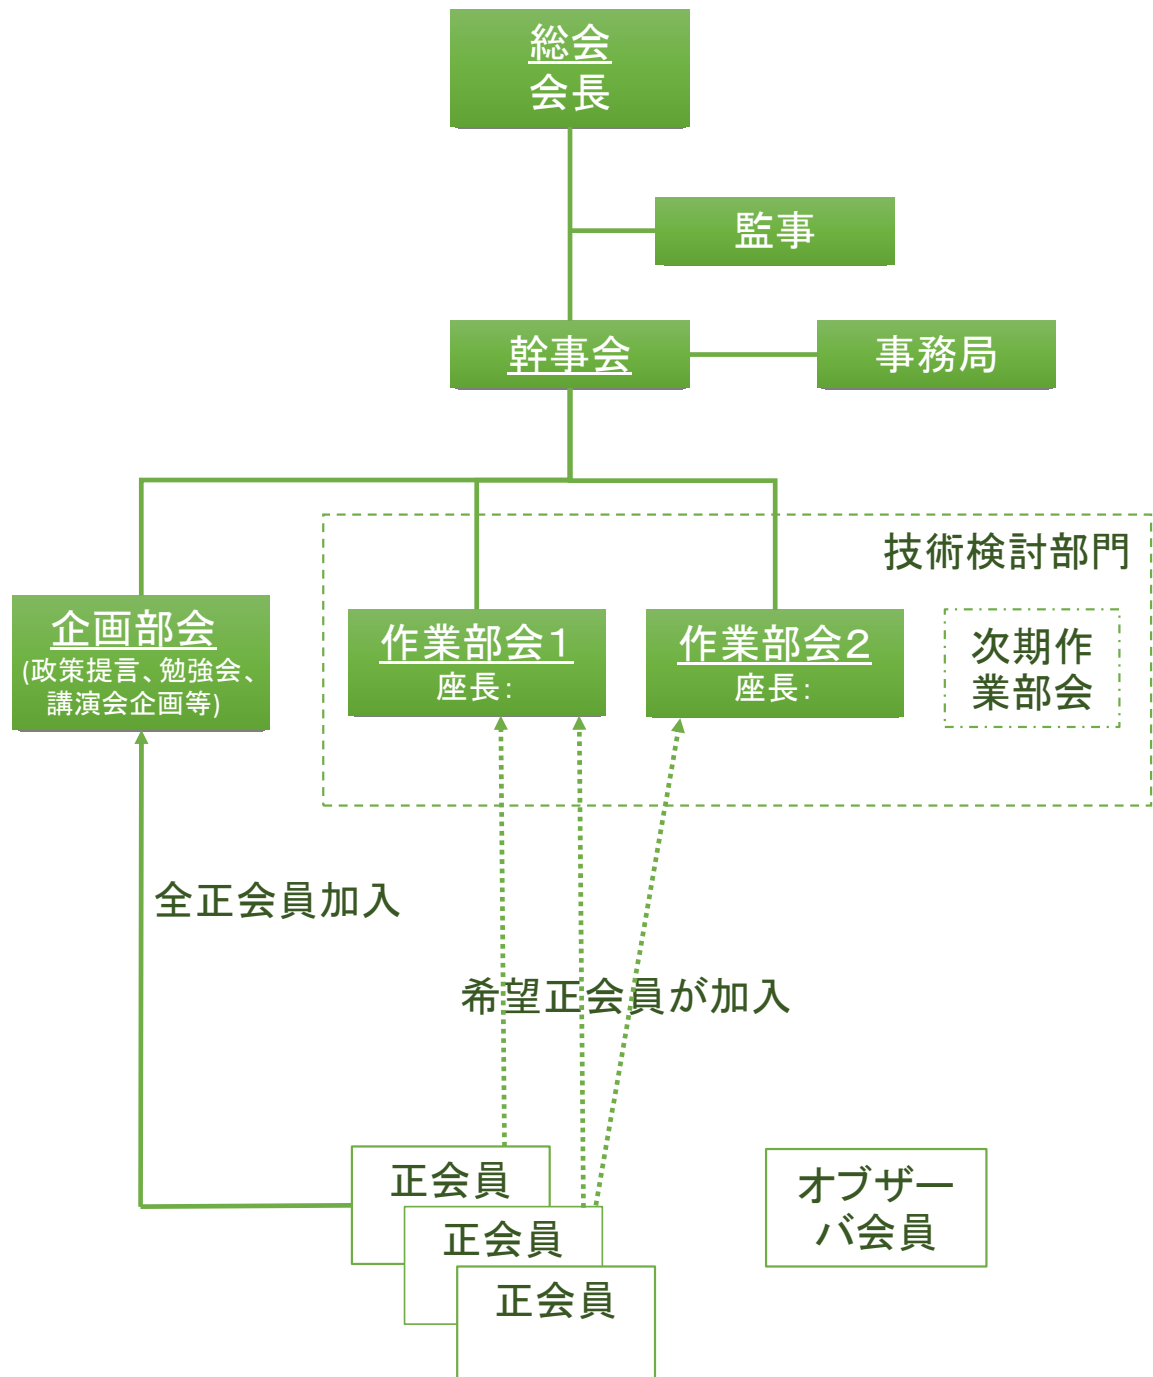 総会
会長
監事
幹事会
事務局
技術検討部門
企画部会
(政策提言、勉強会、
講演会企画等)
作業部会1
座長:
作業部会2
座長:
次期作
業部会
全正会員加入
希望正会員が加入
正会員
正会員
正会員
オブザー
バ会員